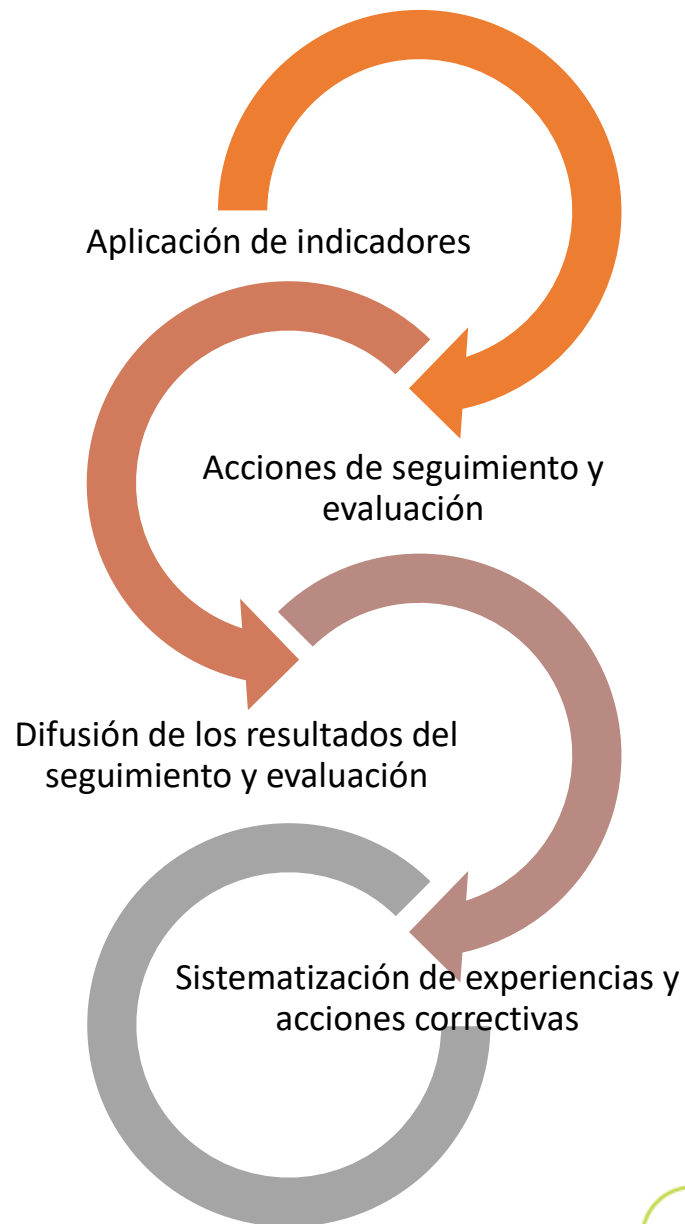 Aplicación de indicadores
Acciones de seguimiento y
evaluación
Difusión de los resultados del
seguimiento y evaluación
Sistematización de experiencias y
acciones correctivas